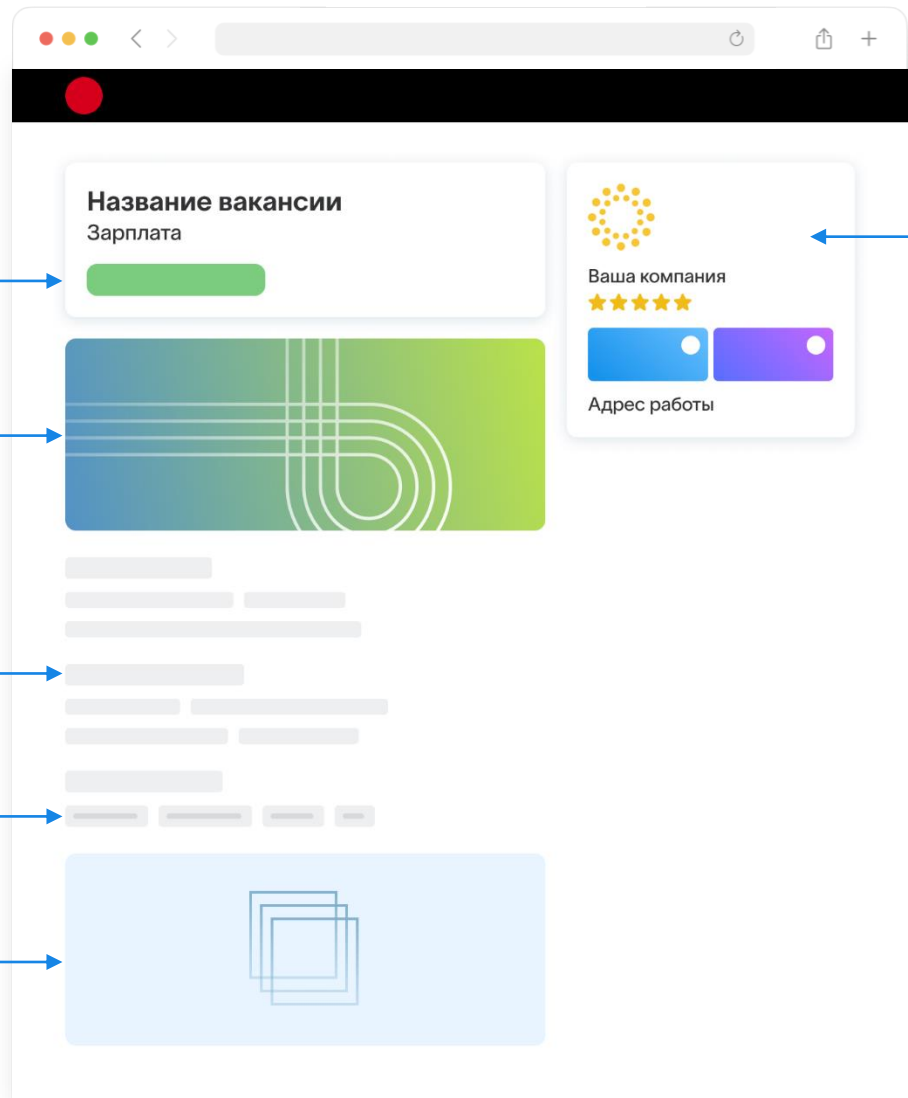 Название вакансии
Зарплата
Ваша компания
Адрес работы